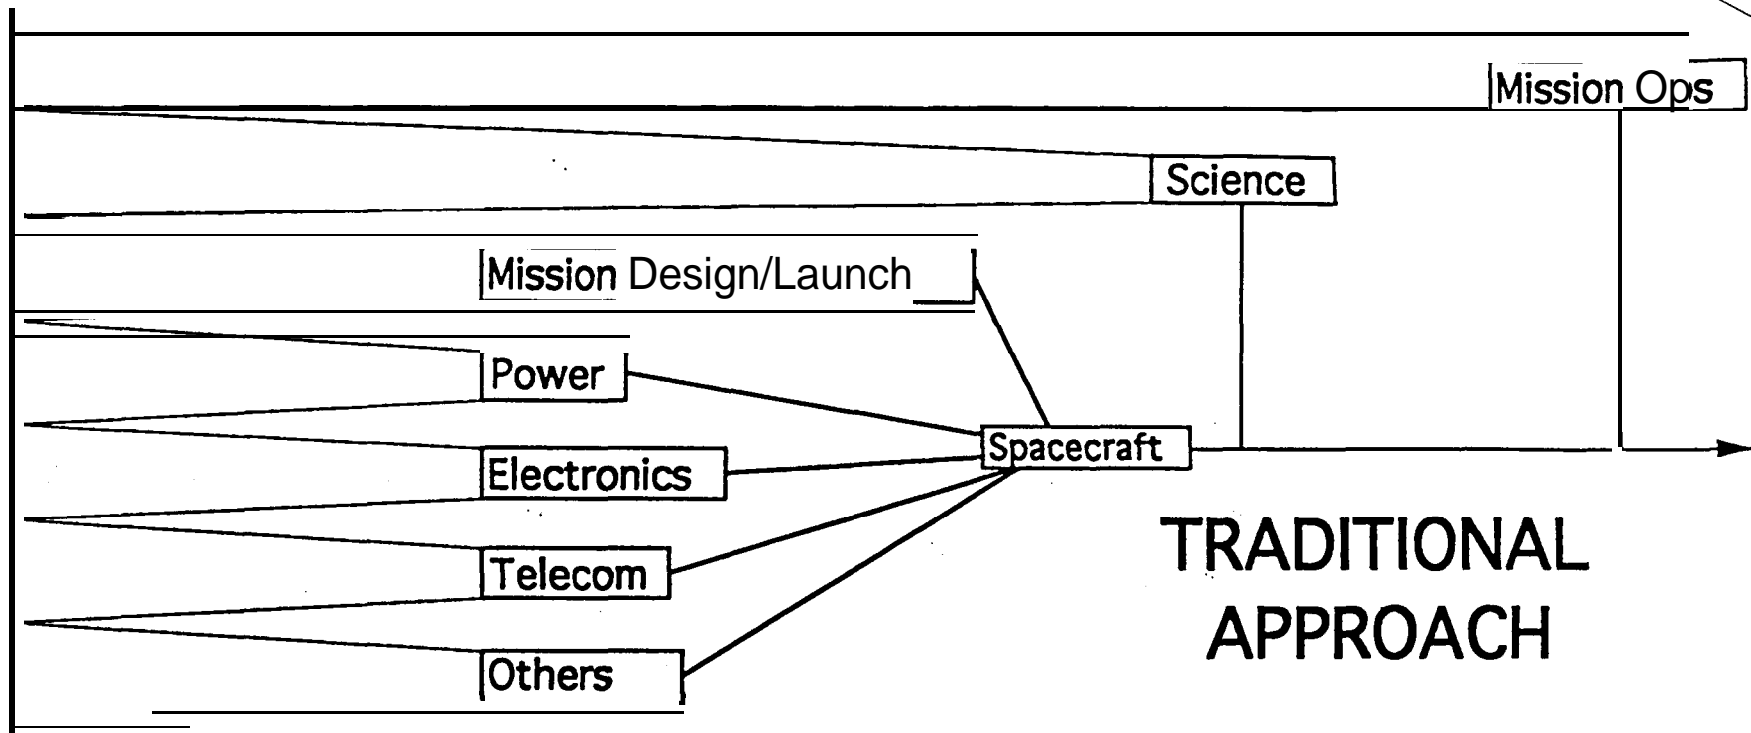 Mission Ops
Science
Mission Design/Launch
Power
Spacecraft
Electronics
TRADITIONAL
APPROACH
Telecom
Others